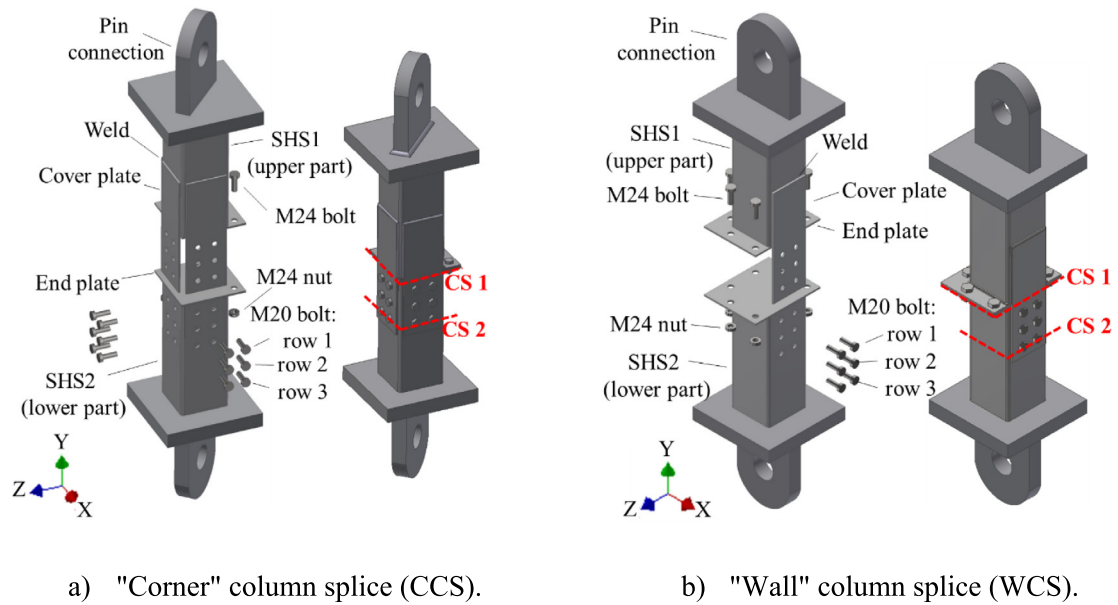 Pin
connection
Weld
SHS1
(upper part)
Cover plate
M24 bolt
End plate
M24 nut
CS 1
M20 bolt:
CS 2
row 1
row 2
SHS2
row 3
(lower part)
Y
Z
X
a) "Corner" column splice (CCS).
Pin
connection
SHS1
(upper part)
Weld
M24 bolt
Cover plate
End plate
CS 1
M20 bolt:
M24 nut
row 1
CS 2
SHS2
row 2
(lower part)
row 3
Y
Z
X
b) "Wall" column splice (WCS).